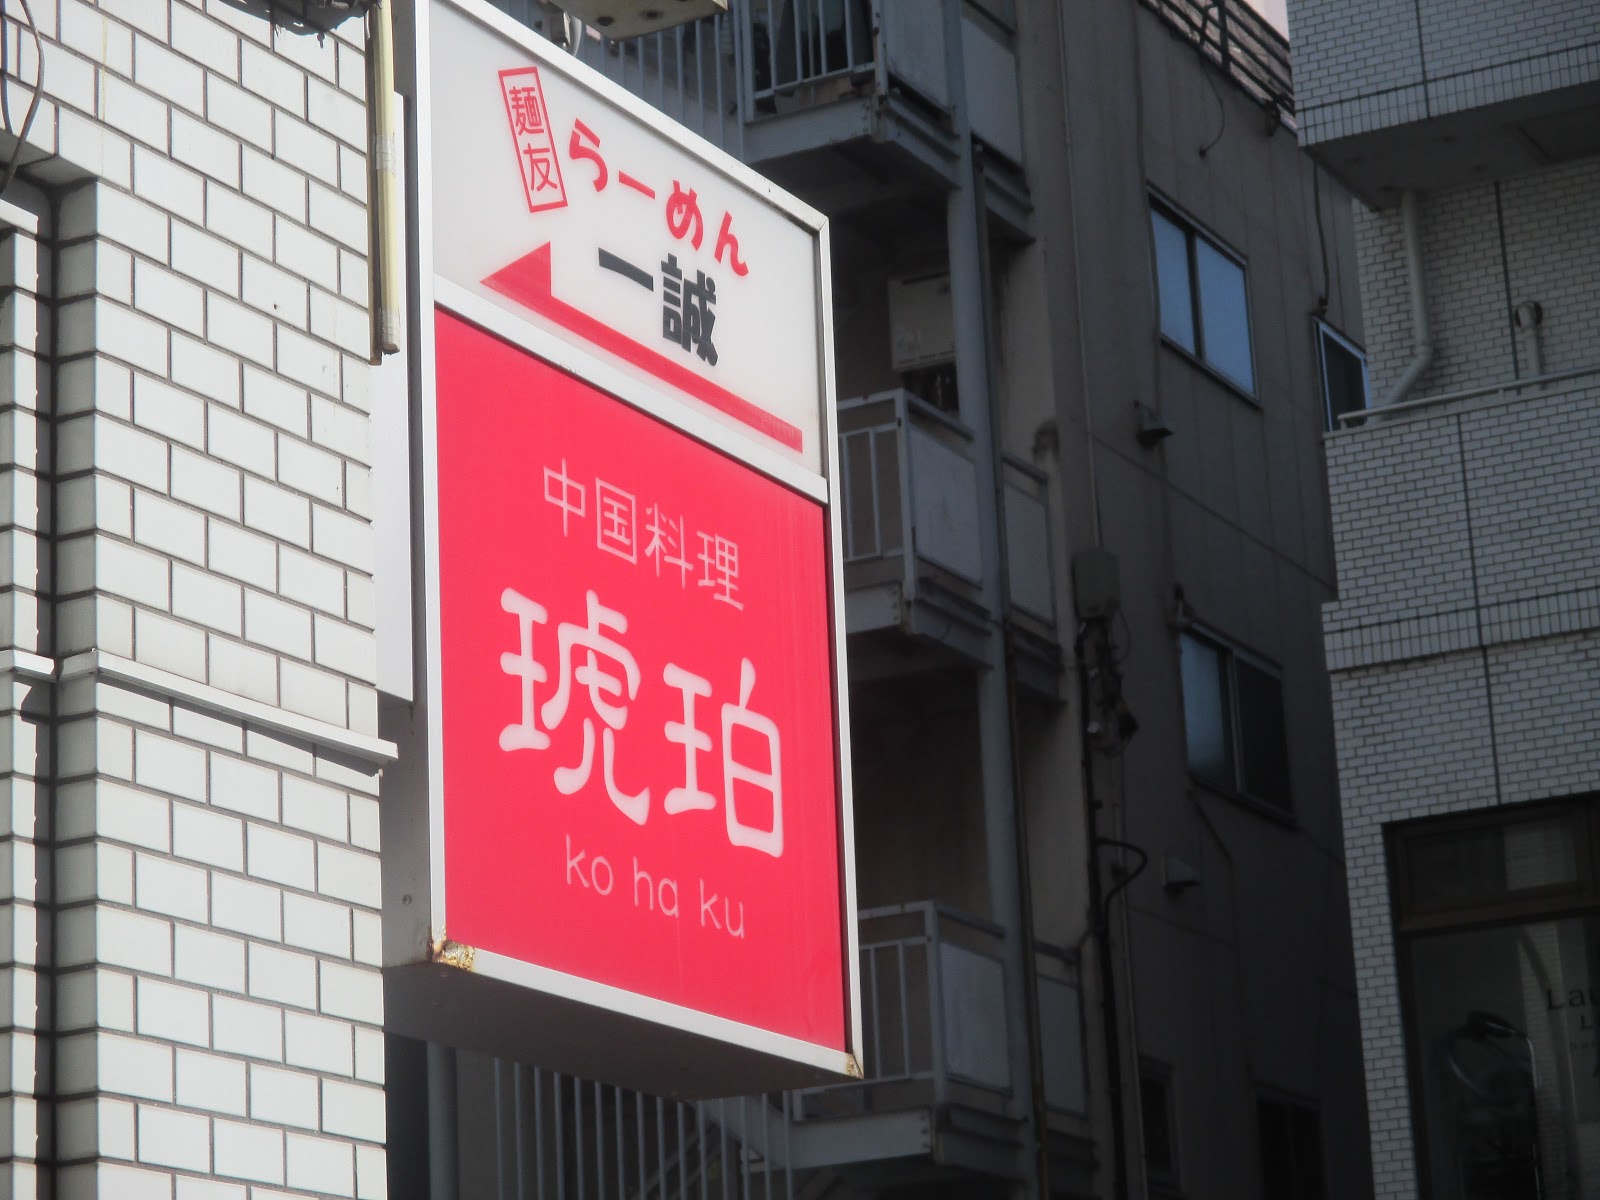 麺友
らーめん
一誠
中国料理
琥珀
ko ha ku